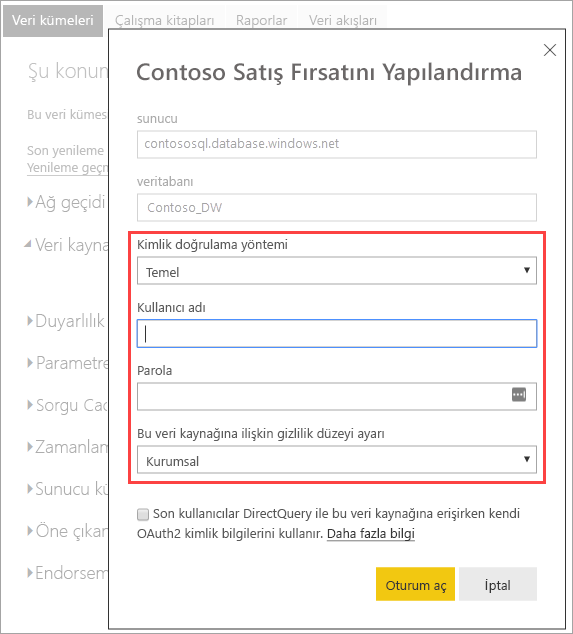 Veri kümeleri Çalışma kitapları Raporlar Veri akışları
Şu konum
Bu veri kümes
Son yenileme
Yenileme geçm
Ağ geçidi
Veri kayna
Duyarlılık
Parametre
Sorgu Cac
Zamanlam
Sunucu kü
Öne çıkan
Endorsem
Contoso Satış Fırsatını Yapılandırma
sunucu
contososql.database.windows.net
veritabanı
Contoso_DW
Kimlik doğrulama yöntemi
Temel
Kullanıcı adı
Parola
Bu veri kaynağına ilişkin gizlilik düzeyi ayarı
Kurumsal
Son kullanıcılar DirectQuery ile bu veri kaynağına erişirken kendi
OAuth2 kimlik bilgilerini kullanır. Daha fazla bilgi
Oturum aç İptal